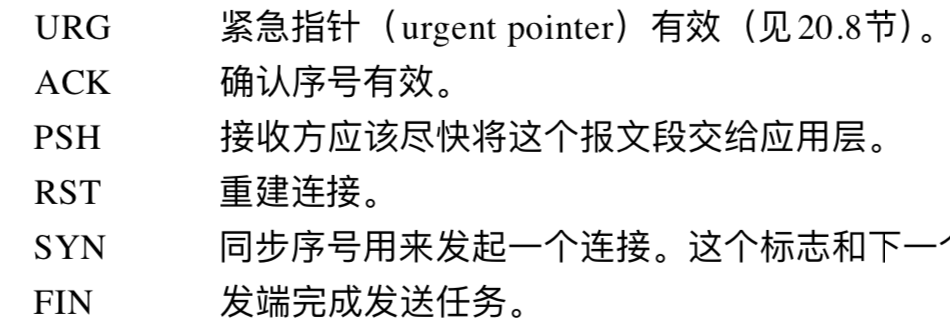 URG 紧急指针（urgent pointer）有效（见20.8节）。
ACK 确认序号有效。
PSH 接收方应该尽快将这个报文段交给应用层。
RST 重建连接。
SYN 同步序号用来发起一个连接。这个标志和下一
FIN 发端完成发送任务。